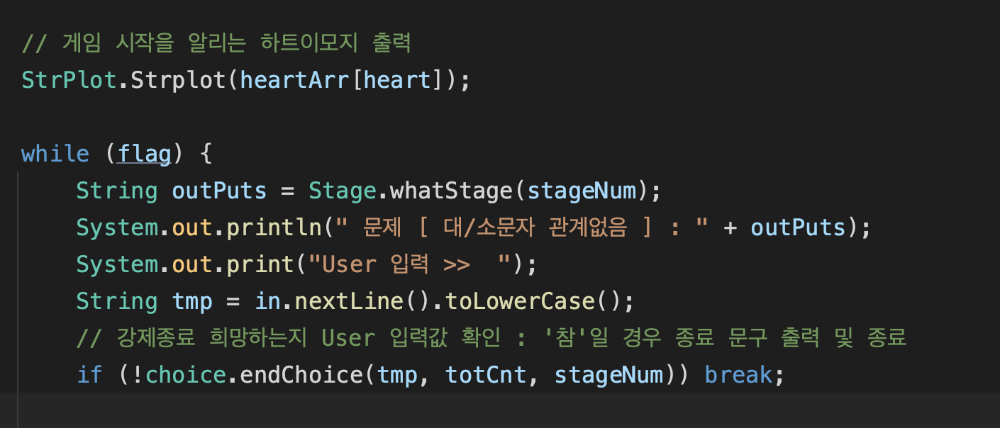 // 게임 시작을 알리는 하트이모지 출력
StrPlot.Strplot(heartArr[heart]);
while (flag) {
String outPuts = Stage.whatStage(stageNum);
System.out.println(" 문제 [ 대/소문자 관계없음 ] : " + outPuts);
System.out.print("User 입력 >>  ");
String tmp = in.nextLine().toLowerCase();
// 강제종료 희망하는지 User 입력값 확인 : '참'일 경우 종료 문구 출력 및 종료
if (!choice.endChoice(tmp, totCnt, stageNum)) break;